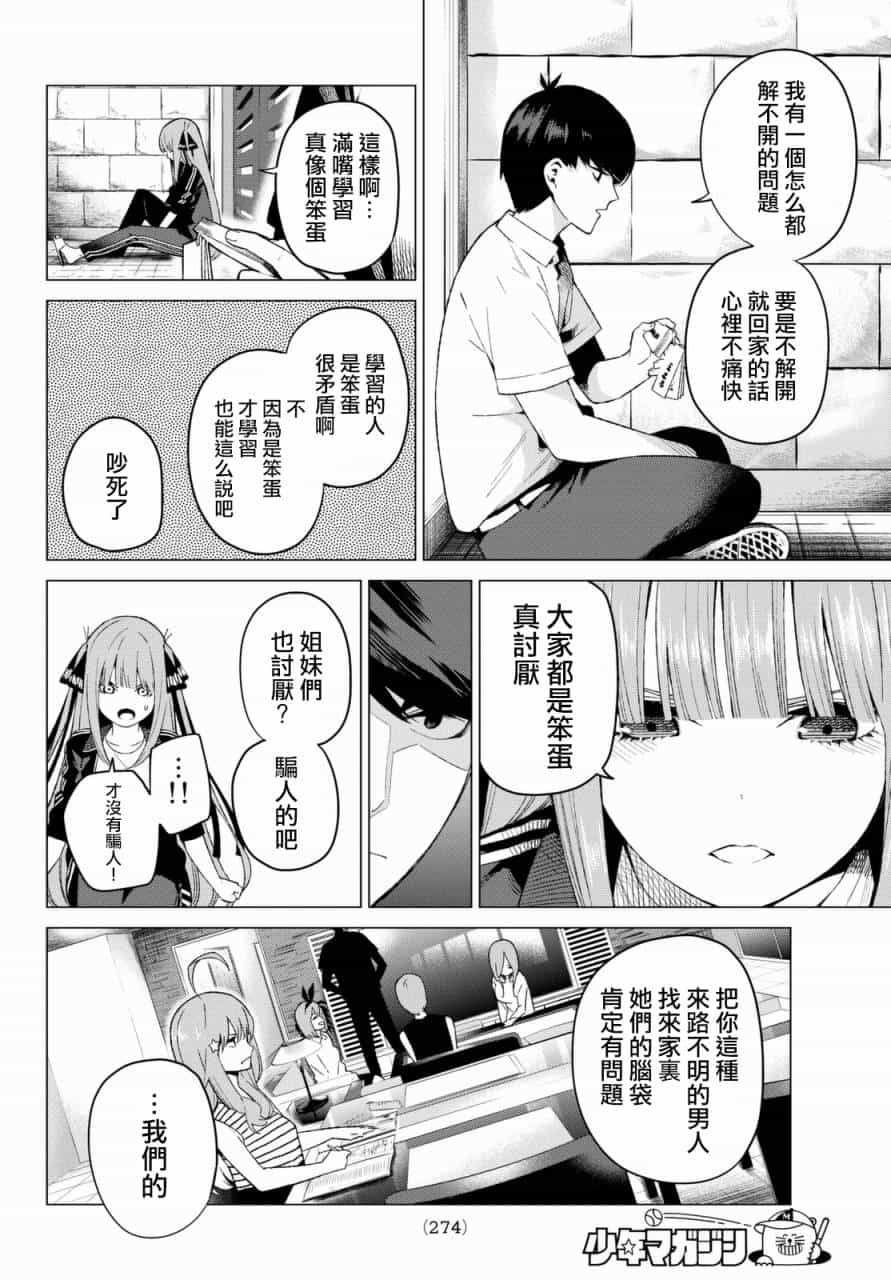 我有一個怎么都
解不開的問題
要是不解開
就回家的話
心裡不痛快
這樣啊…
滿嘴學習
真像個笨蛋
學習的人
是笨蛋
很矛盾啊
不
因為是笨蛋
才學習
也能這么說吧
吵死了
大家都是笨蛋
真討厭
姐妹們
也討厭？
騙人的吧
…!!
才沒有騙人！
把你這種
來路不明的男人
找來家裏
她們的腦袋
肯定有問題
…我們的
(274)
少年マガジン